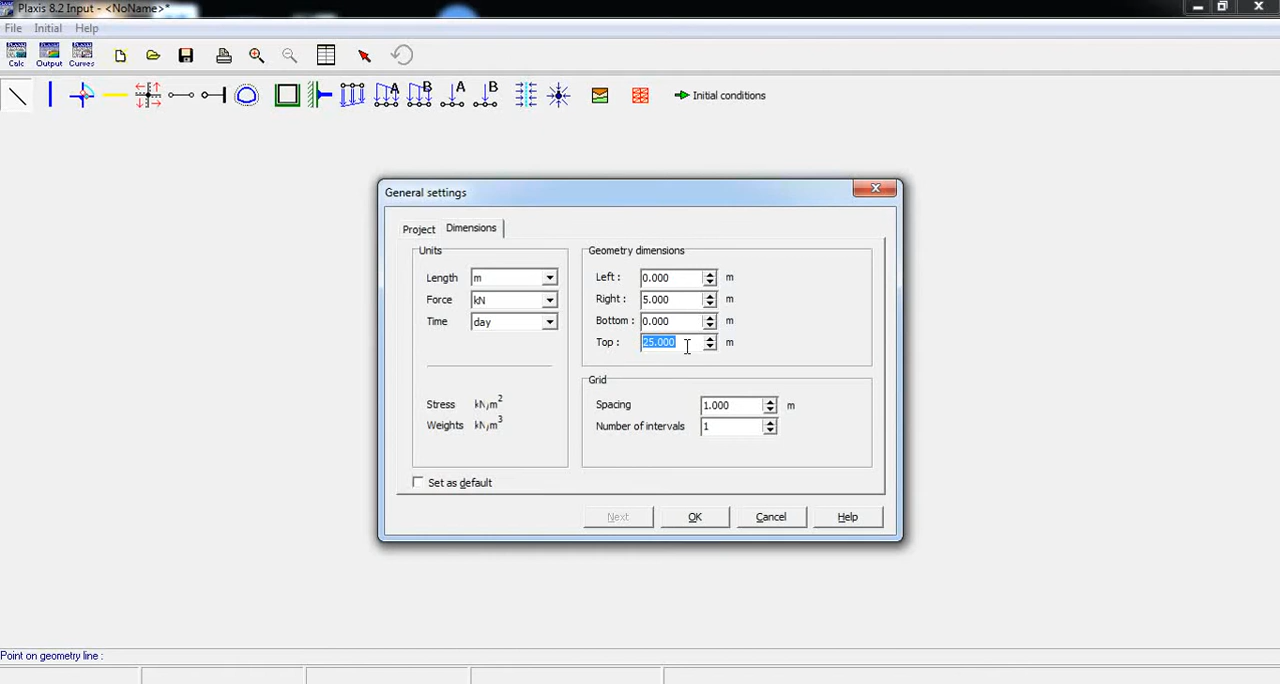 Plaxis 8.2 Input - <NoName>*
File Initial Help
Calc Output Curves
A B A B Initial conditions
General settings
Project Dimensions
Units
Length m
Force kN
Time day
Stress kN/m2
Weights kN/m3
Geometry dimensions
Left : 0.000 m
Right : 5.000 m
Bottom : 0.000 m
Top : 25.000 m
Grid
Spacing 1.000 m
Number of intervals 1
Set as default
Next OK Cancel Help
Point on geometry line :